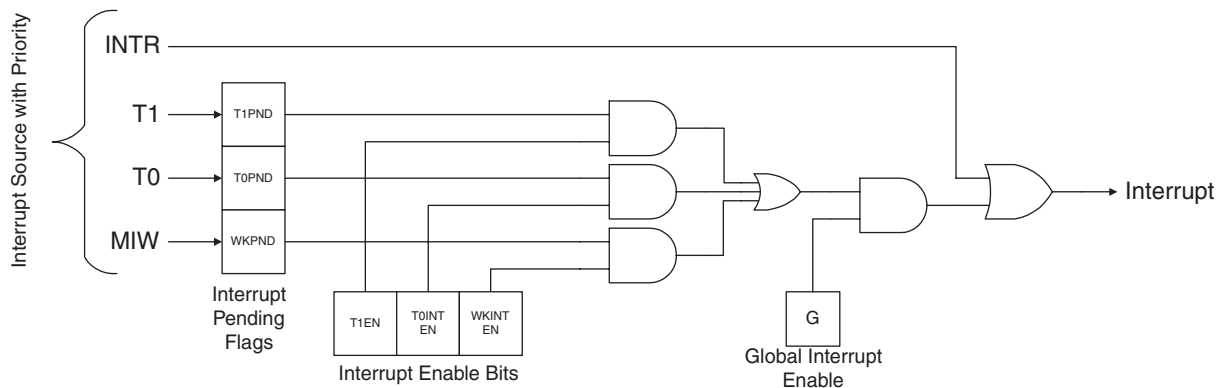 Interrupt Source with Priority
INTR
T1
T1PND
T0
T0PND
MIW
WKPND
Interrupt
Pending
Flags
T1EN
T0INT
EN
WKINT
EN
Interrupt Enable Bits
G
Global Interrupt
Enable
Interrupt